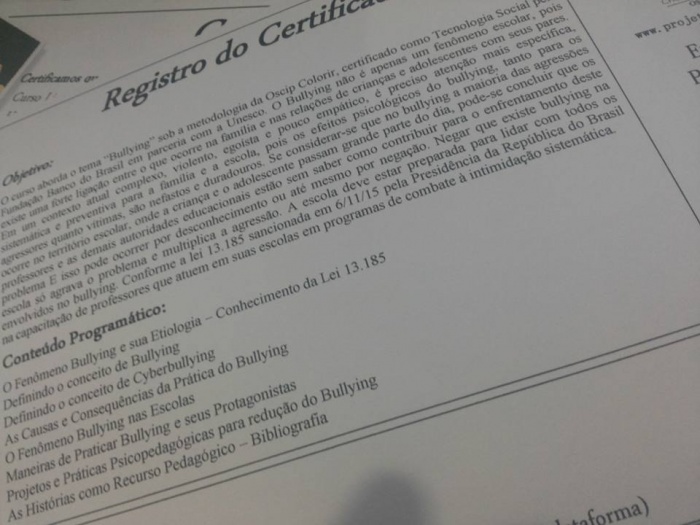 www.projo
Certificamos qu
Curso
Registro do Certifica
Objetivo:
O curso aborda o tema "Bullying" sob a metodologia da Oscip Colorir, certificado como Tecnologia Social pel
Fundação Banco do Brasil em parceria com a Unesco. O Bullying não é apenas um fenômeno escolar, pois
existe uma forte ligação entre o que ocorre na família e nas relações de crianças e adolescentes com seus pares.
Em um contexto atual complexo, violento, egoísta e pouco empático, é preciso atenção mais específica,
sistemática e preventiva para a família e a escola, pois os efeitos psicológicos do bullying, tanto para os
agressores quanto vítimas, são nefastos e duradouros. Se considerar-se que no bullying a maioria das agressões
ocorre no território escolar, onde a criança e o adolescente passam grande parte do dia, pode-se concluir que os
professores e as demais autoridades educacionais estão sem saber como contribuir para o enfrentamento deste
problema E isso pode ocorrer por desconhecimento ou até mesmo por negação. Negar que existe bullying na
escola só agrava o problema e multiplica a agressão. A escola deve estar preparada para lidar com todos os
envolvidos no bullying. Conforme a lei 13.185 sancionada em 6/11/15 pela Presidência da República do Brasil
na capacitação de professores que atuem em suas escolas em programas de combate à intimidação sistemática.
Conteúdo Programático:
O Fenômeno Bullying e sua Etiologia – Conhecimento da Lei 13.185
Definindo o conceito de Bullying
Definindo o conceito de Cyberbullying
As Causas e Consequências da Prática do Bullying
O Fenômeno Bullying nas Escolas
Maneiras de Praticar Bullying e seus Protagonistas
Projetos e Práticas Psicopedagógicas para redução do Bullying
As Histórias como Recurso Pedagógico – Bibliografia
taforma)